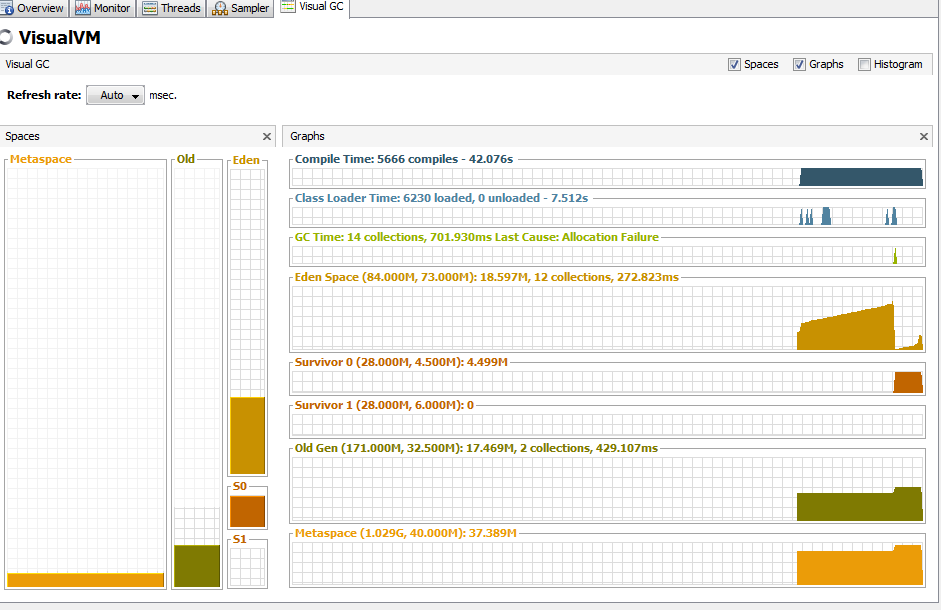 Overview Monitor Threads Sampler Visual GC
VisualVM
Visual GC Spaces Graphs Histogram
Refresh rate: Auto msec.
Spaces
Metaspace Old Eden
S0
S1
Graphs
Compile Time: 5666 compiles - 42.076s
Class Loader Time: 6230 loaded, 0 unloaded - 7.512s
GC Time: 14 collections, 701.930ms Last Cause: Allocation Failure
Eden Space (84.000M, 73.000M): 18.597M, 12 collections, 272.823ms
Survivor 0 (28.000M, 4.500M): 4.499M
Survivor 1 (28.000M, 6.000M): 0
Old Gen (171.000M, 32.500M): 17.469M, 2 collections, 429.107ms
Metaspace (1.029G, 40.000M): 37.389M